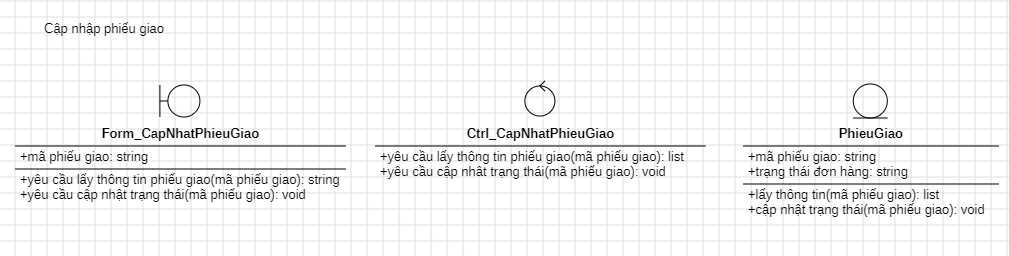 Cập nhập phiếu giao
Form_CapNhatPhieuGiao
+mã phiếu giao: string
+yêu cầu lấy thông tin phiếu giao(mã phiếu giao): string
+yêu cầu cập nhật trạng thái(mã phiếu giao): void
Ctrl_CapNhatPhieuGiao
+yêu cầu lấy thông tin phiếu giao(mã phiếu giao): list
+yêu cầu cập nhật trạng thái(mã phiếu giao): void
PhieuGiao
+mã phiếu giao: string
+trạng thái đơn hàng: string
+lấy thông tin(mã phiếu giao): list
+cập nhật trạng thái(mã phiếu giao): void